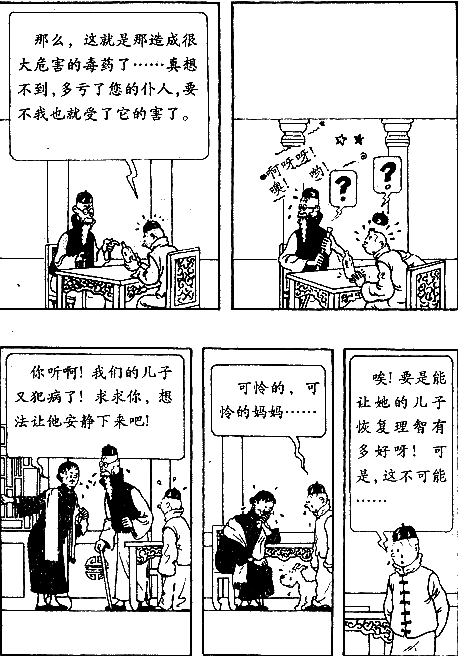 那么，这就是那造成很
大危害的毒药了……真想
不到，多亏了您的仆人，要
不我也就受了它的害了。
啊呀呀！
噢！ 哟！
？
？
你听啊！我们的儿子
又犯病了！求求你，想
法让他安静下来吧！
可怜的，可
怜的妈妈……
唉！要是能
让她的儿子
恢复理智有
多好呀！可
是，这不可能
……